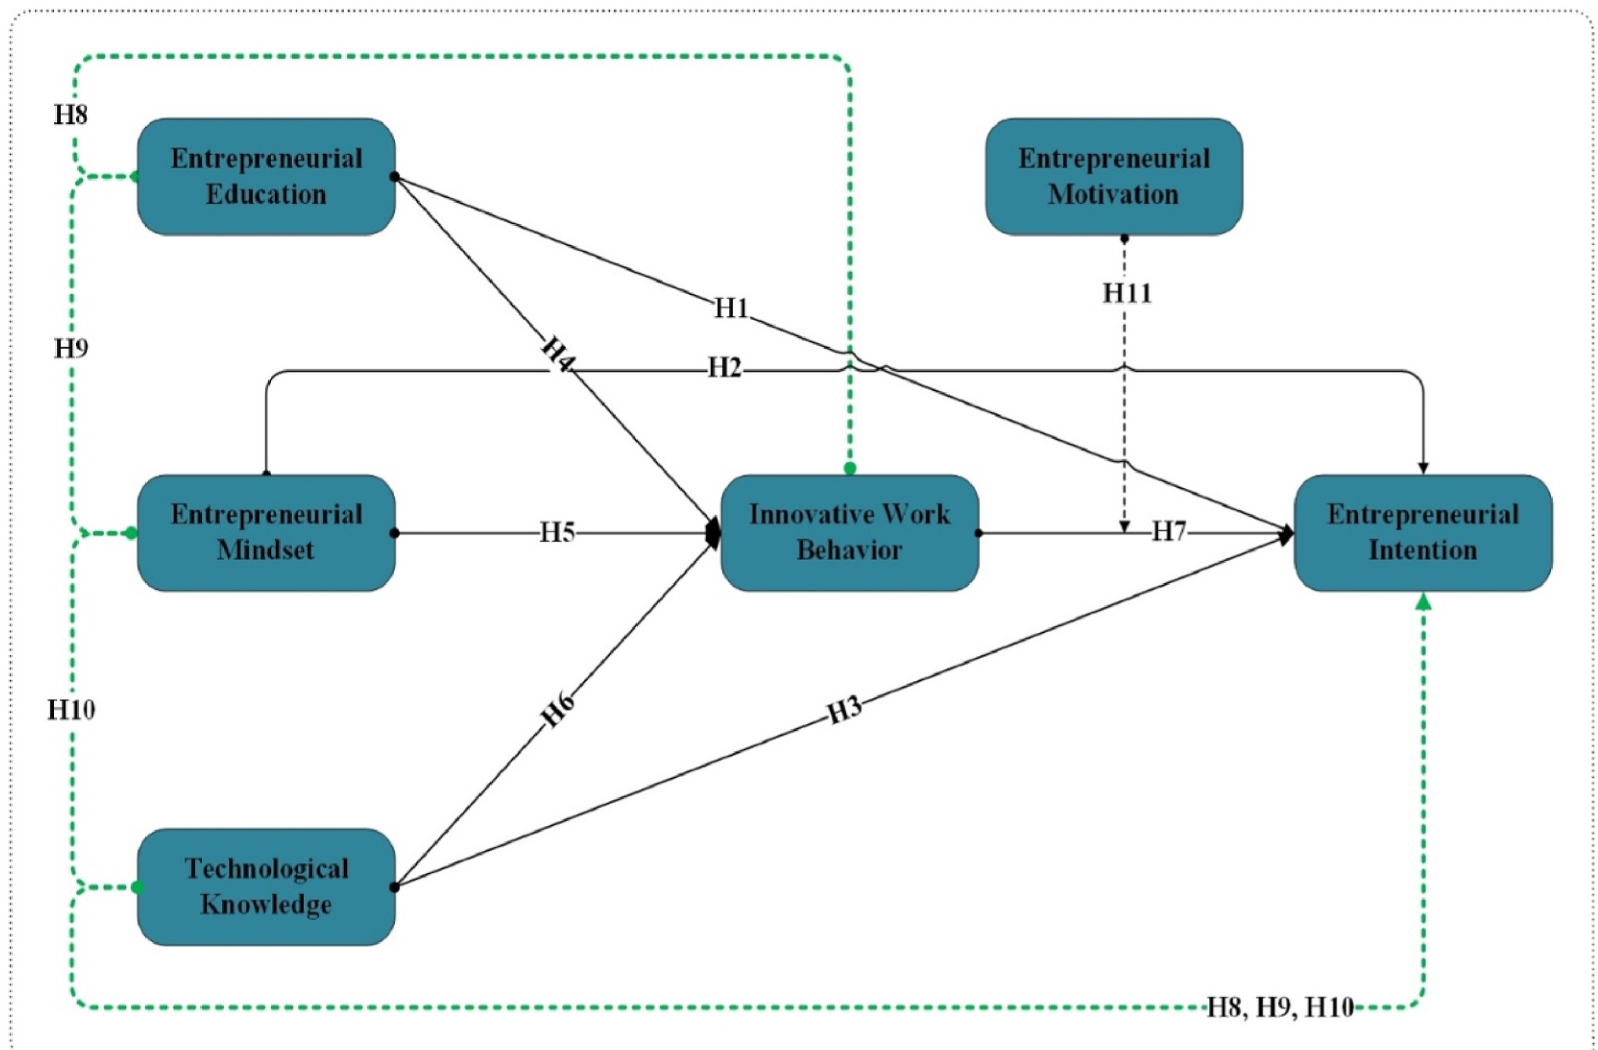 H8
Entrepreneurial
Education
Entrepreneurial
Motivation
H11
H1
H9
H4
H2
Entrepreneurial
Mindset
H5
Innovative Work
Behavior
H7
Entrepreneurial
Intention
H10
H6
H3
Technological
Knowledge
H8, H9, H10